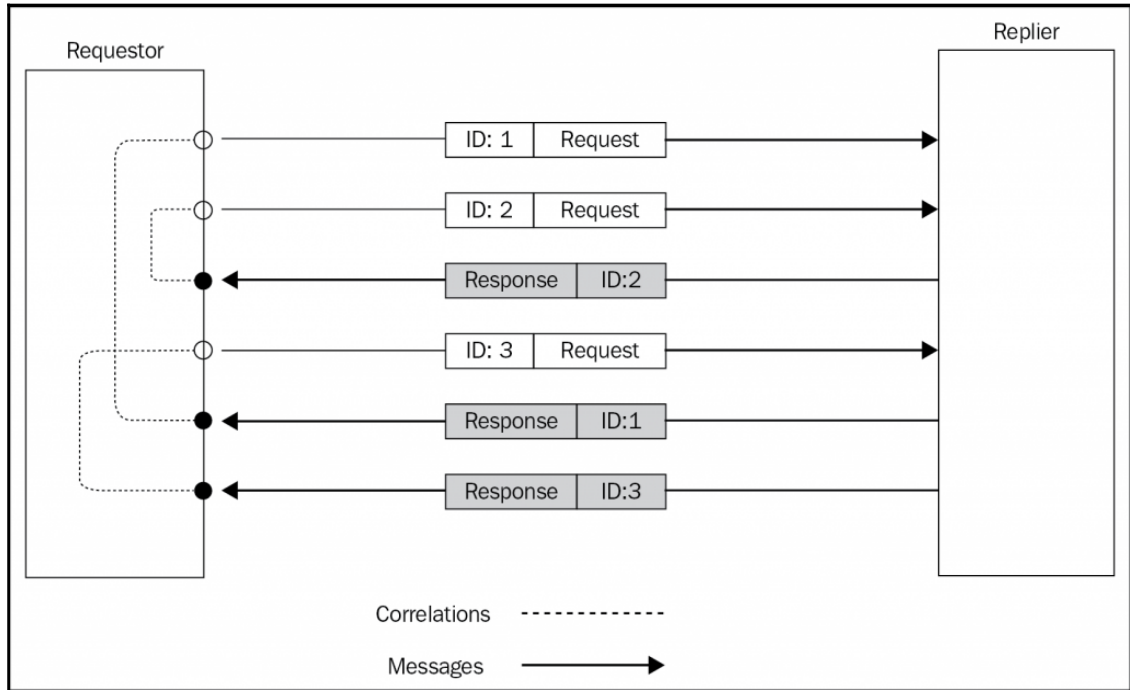 Requestor
Replier
ID: 1 Request
ID: 2 Request
Response ID:2
ID: 3 Request
Response ID:1
Response ID:3
Correlations
Messages